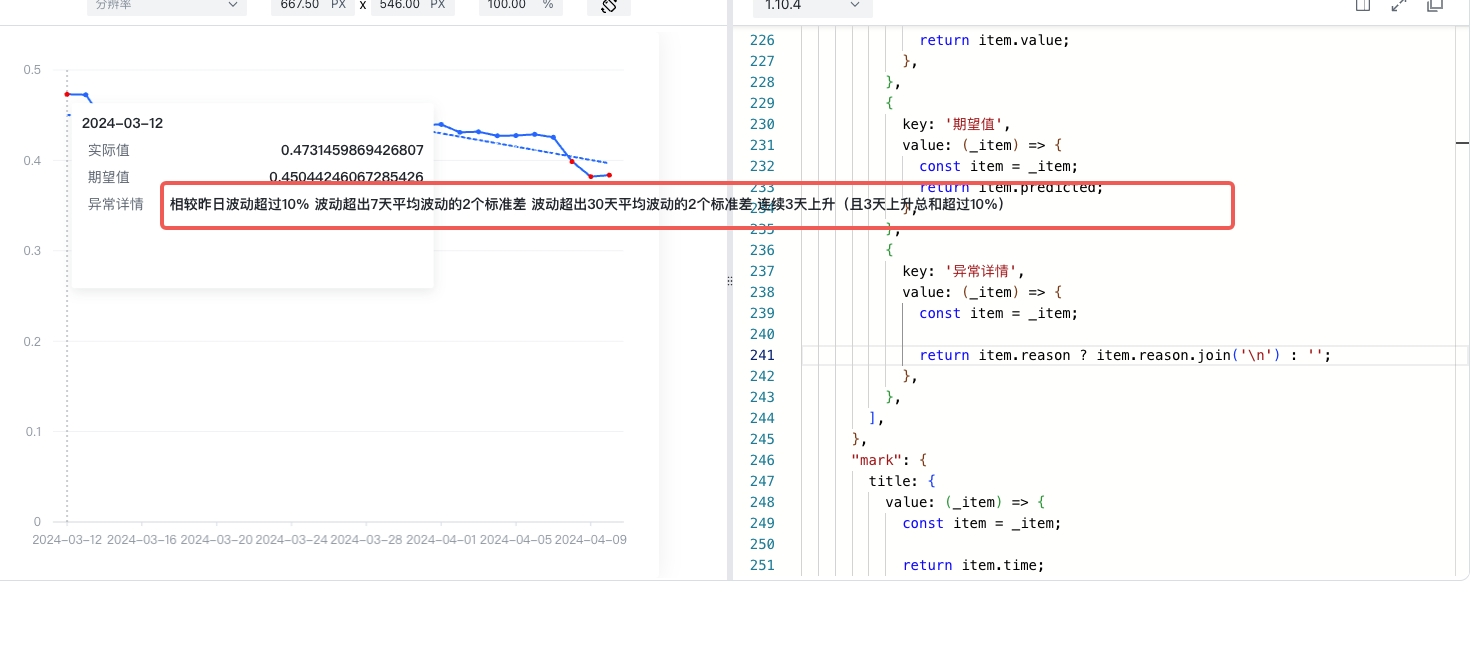 分辨率
667.50 PX x 546.00 PX
100.00 %
1.10.4
0.5
0.4
0.3
0.2
0.1
0
2024-03-12 2024-03-16 2024-03-20 2024-03-24 2024-03-28 2024-04-01 2024-04-05 2024-04-09
2024-03-12
实际值 0.4731459869426807
期望值 0.45044246067285426
异常详情 相较昨日波动超过10% 波动超出7天平均波动的2个标准差 波动超出30天平均波动的2个标准差 连续3天上升（且3天上升总和超过10%）
226 return item.value;
227 },
228 },
229 {
230 key: '期望值',
231 value: (_item) => {
232 const item = _item;
233 return item.predicted;
234 },
235 },
236 {
237 key: '异常详情',
238 value: (_item) => {
239 const item = _item;
240
241 return item.reason ? item.reason.join('\n') : '';
242 },
243 },
244 ],
245 },
246 "mark": {
247 title: {
248 value: (_item) => {
249 const item = _item;
250
251 return item.time;